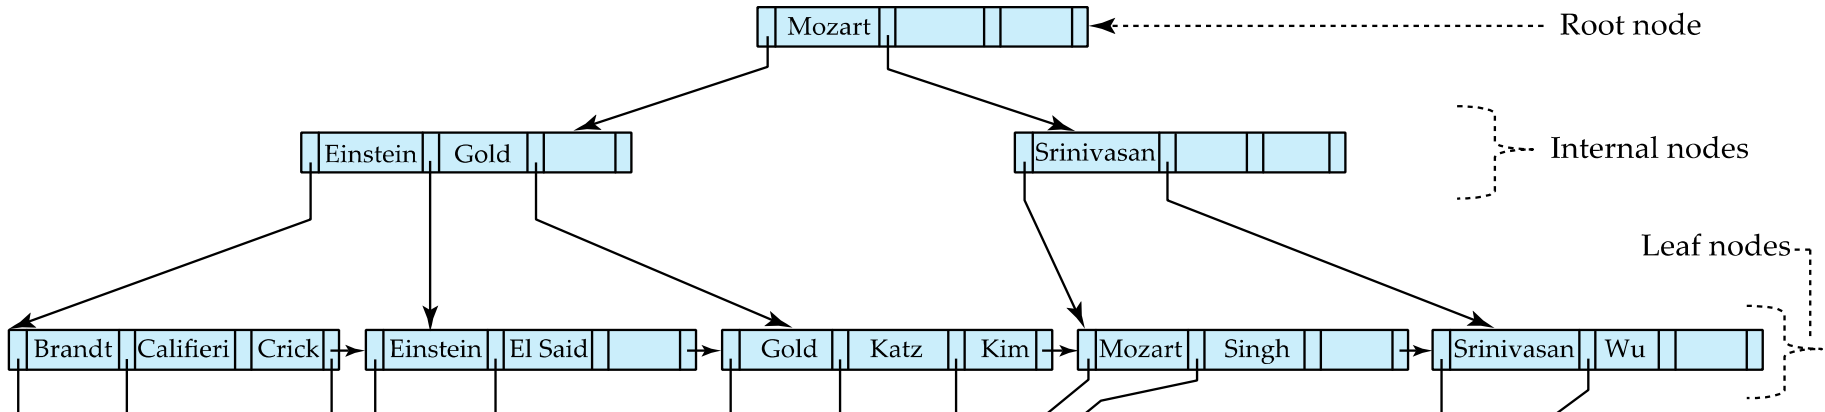 Mozart Root node
Einstein Gold Srinivasan Internal nodes
Leaf nodes
Brandt Califieri Crick Einstein El Said Gold Katz Kim Mozart Singh Srinivasan Wu